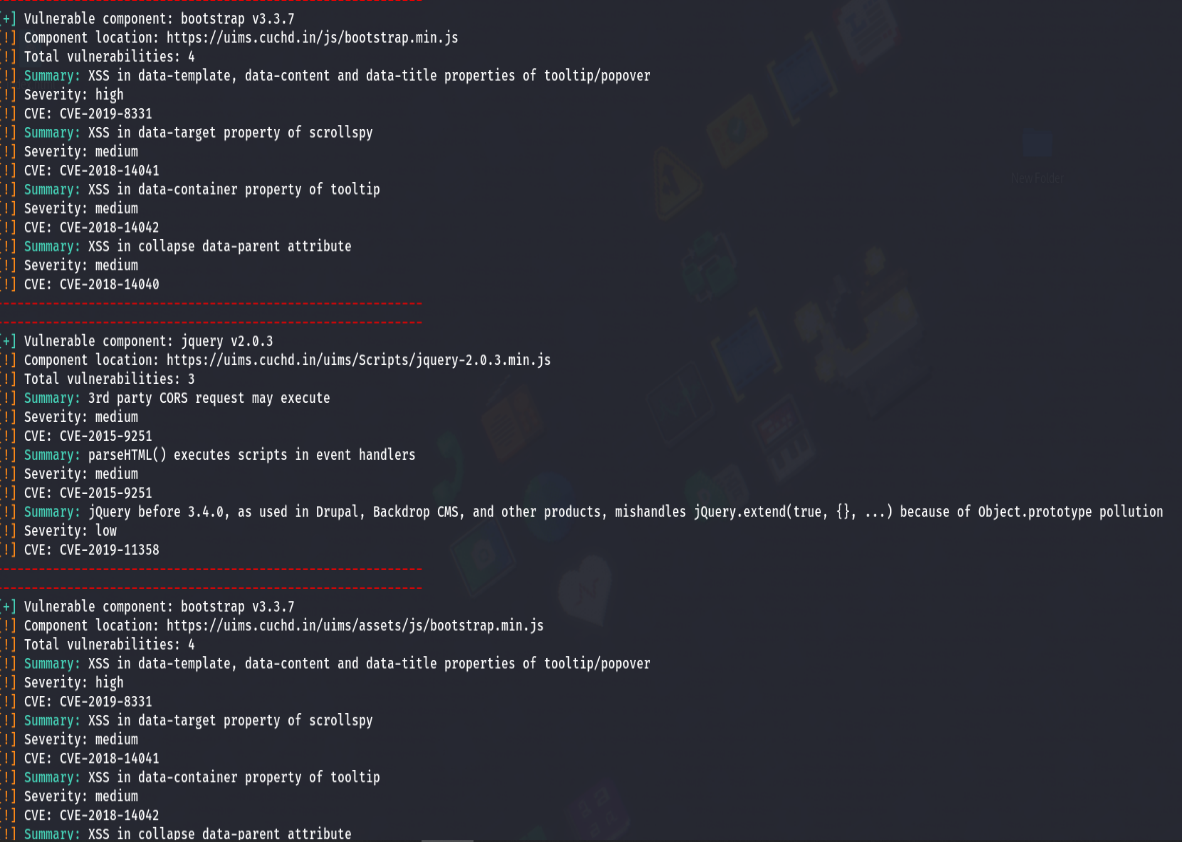 [+] Vulnerable component: bootstrap v3.3.7
[!] Component location: https://uims.cuchd.in/js/bootstrap.min.js
[!] Total vulnerabilities: 4
[!] Summary: XSS in data-template, data-content and data-title properties of tooltip/popover
[!] Severity: high
[!] CVE: CVE-2019-8331
[!] Summary: XSS in data-target property of scrollspy
[!] Severity: medium
[!] CVE: CVE-2018-14041
[!] Summary: XSS in data-container property of tooltip
[!] Severity: medium
[!] CVE: CVE-2018-14042
[!] Summary: XSS in collapse data-parent attribute
[!] Severity: medium
[!] CVE: CVE-2018-14040
[+] Vulnerable component: jquery v2.0.3
[!] Component location: https://uims.cuchd.in/uims/Scripts/jquery-2.0.3.min.js
[!] Total vulnerabilities: 3
[!] Summary: 3rd party CORS request may execute
[!] Severity: medium
[!] CVE: CVE-2015-9251
[!] Summary: parseHTML() executes scripts in event handlers
[!] Severity: medium
[!] CVE: CVE-2015-9251
[!] Summary: jQuery before 3.4.0, as used in Drupal, Backdrop CMS, and other products, mishandles jQuery.extend(true, {}, ...) because of Object.prototype pollution
[!] Severity: low
[!] CVE: CVE-2019-11358
[+] Vulnerable component: bootstrap v3.3.7
[!] Component location: https://uims.cuchd.in/uims/assets/js/bootstrap.min.js
[!] Total vulnerabilities: 4
[!] Summary: XSS in data-template, data-content and data-title properties of tooltip/popover
[!] Severity: high
[!] CVE: CVE-2019-8331
[!] Summary: XSS in data-target property of scrollspy
[!] Severity: medium
[!] CVE: CVE-2018-14041
[!] Summary: XSS in data-container property of tooltip
[!] Severity: medium
[!] CVE: CVE-2018-14042
[!] Summary: XSS in collapse data-parent attribute